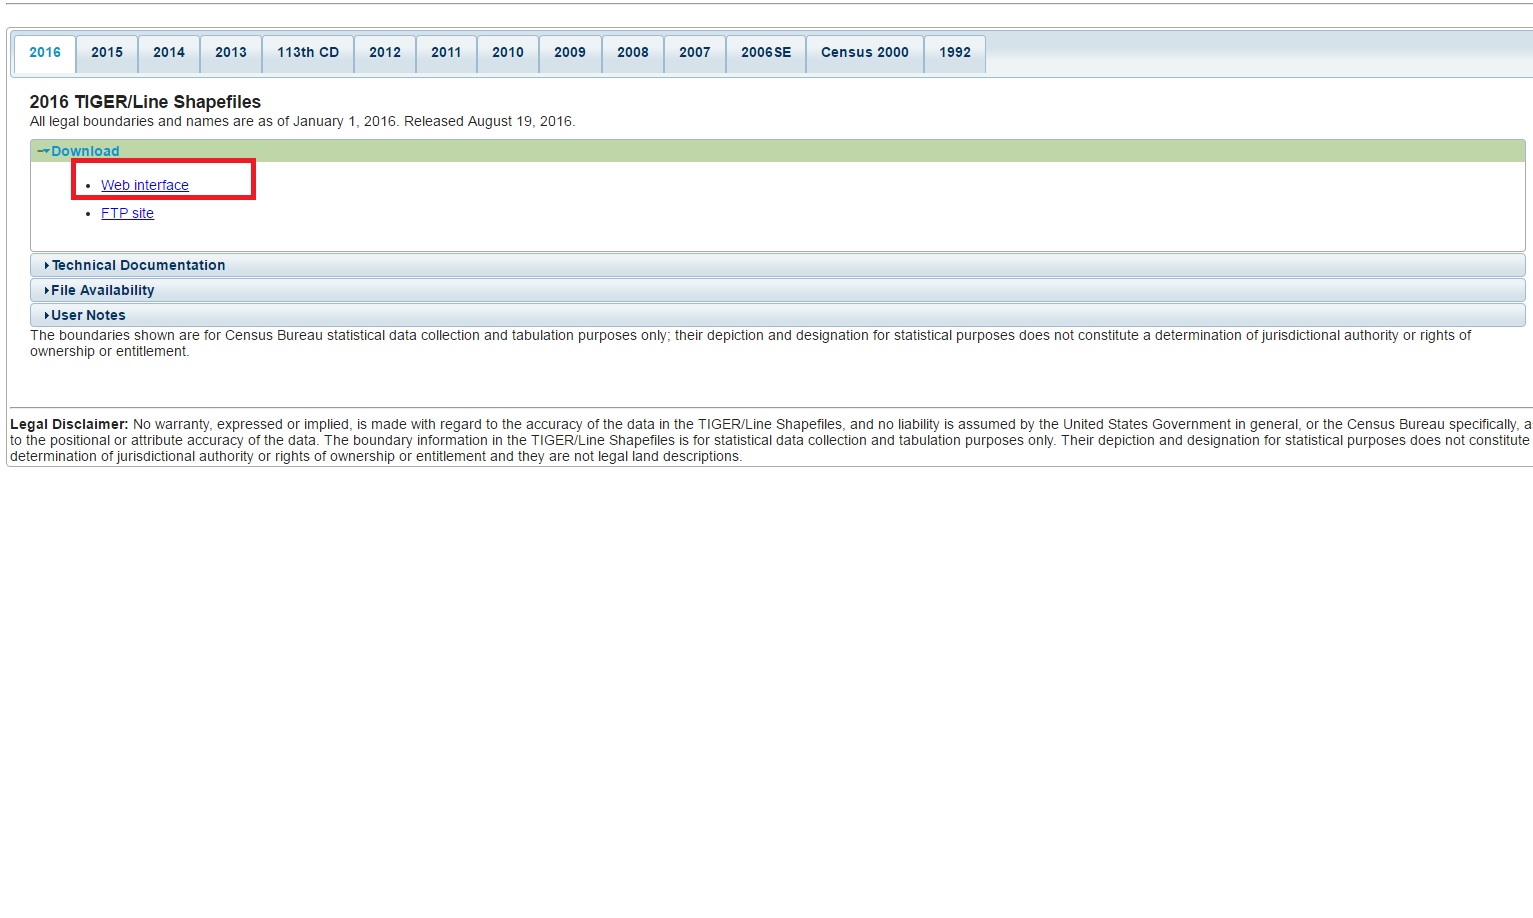 2016 2015 2014 2013 113th CD 2012 2011 2010 2009 2008 2007 2006SE Census 2000 1992
2016 TIGER/Line Shapefiles
All legal boundaries and names are as of January 1, 2016. Released August 19, 2016.
Download
Web interface
FTP site
Technical Documentation
File Availability
User Notes
The boundaries shown are for Census Bureau statistical data collection and tabulation purposes only; their depiction and designation for statistical purposes does not constitute a determination of jurisdictional authority or rights of
ownership or entitlement.
Legal Disclaimer: No warranty, expressed or implied, is made with regard to the accuracy of the data in the TIGER/Line Shapefiles, and no liability is assumed by the United States Government in general, or the Census Bureau specifically,
to the positional or attribute accuracy of the data. The boundary information in the TIGER/Line Shapefiles is for statistical data collection and tabulation purposes only. Their depiction and designation for statistical purposes does not constitute
determination of jurisdictional authority or rights of ownership or entitlement and they are not legal land descriptions.